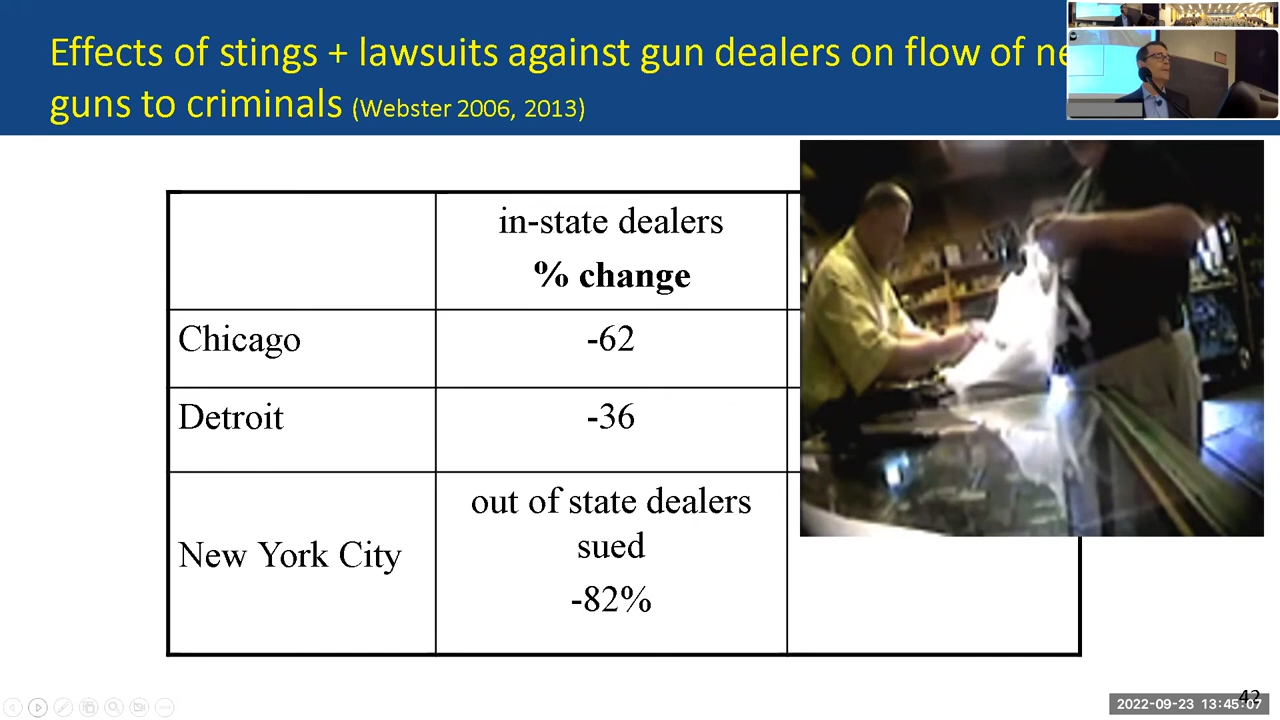 Effects of stings + lawsuits against gun dealers on flow of
guns to criminals (Webster 2006, 2013)
in-state dealers
% change
Chicago
-62
Detroit
-36
New York City
out of state dealers
sued
-82%
42
2022-09-23 13:45:07